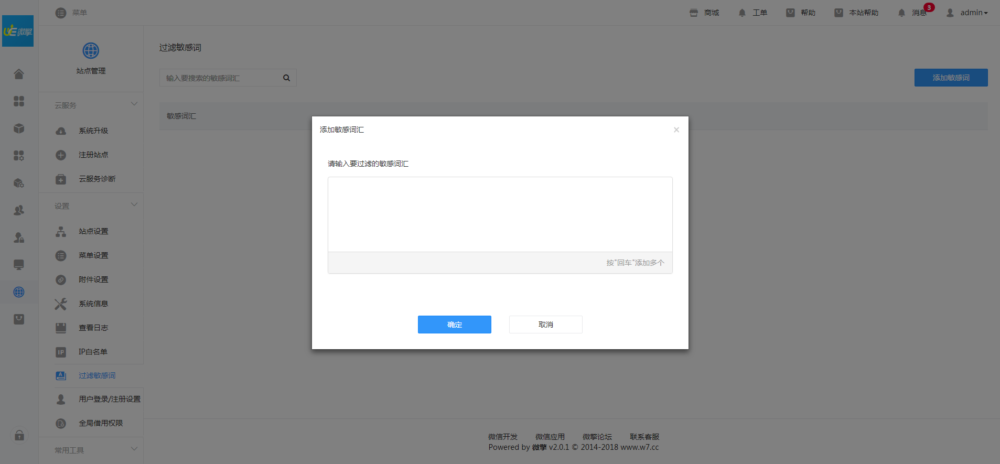 菜单
商城
工单
帮助
本站帮助
消息
3
admin
微擎
站点管理
过滤敏感词
输入要搜索的敏感词汇
添加敏感词
敏感词汇
云服务
系统升级
注册站点
云服务诊断
设置
站点设置
菜单设置
附件设置
系统信息
查看日志
IP
IP白名单
A
过滤敏感词
用户登录/注册设置
全局借用权限
常用工具
添加敏感词汇
×
请输入要过滤的敏感词汇
按"回车"添加多个
确定
取消
微信开发
微信应用
微擎论坛
联系客服
Powered by 微擎 v2.0.1 © 2014-2018 www.w7.cc